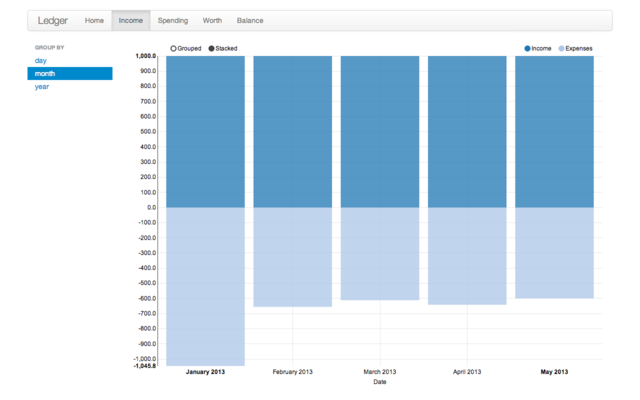 Ledger Home Income Spending Worth Balance
GROUP BY
day
month
year
Grouped Stacked Income Expenses
1,000.0
900.0
800.0
700.0
600.0
500.0
400.0
300.0
200.0
100.0
0.0
-100.0
-200.0
-300.0
-400.0
-500.0
-600.0
-700.0
-800.0
-900.0
-1,000.0
-1,045.8
January 2013 February 2013 March 2013 April 2013 May 2013
Date